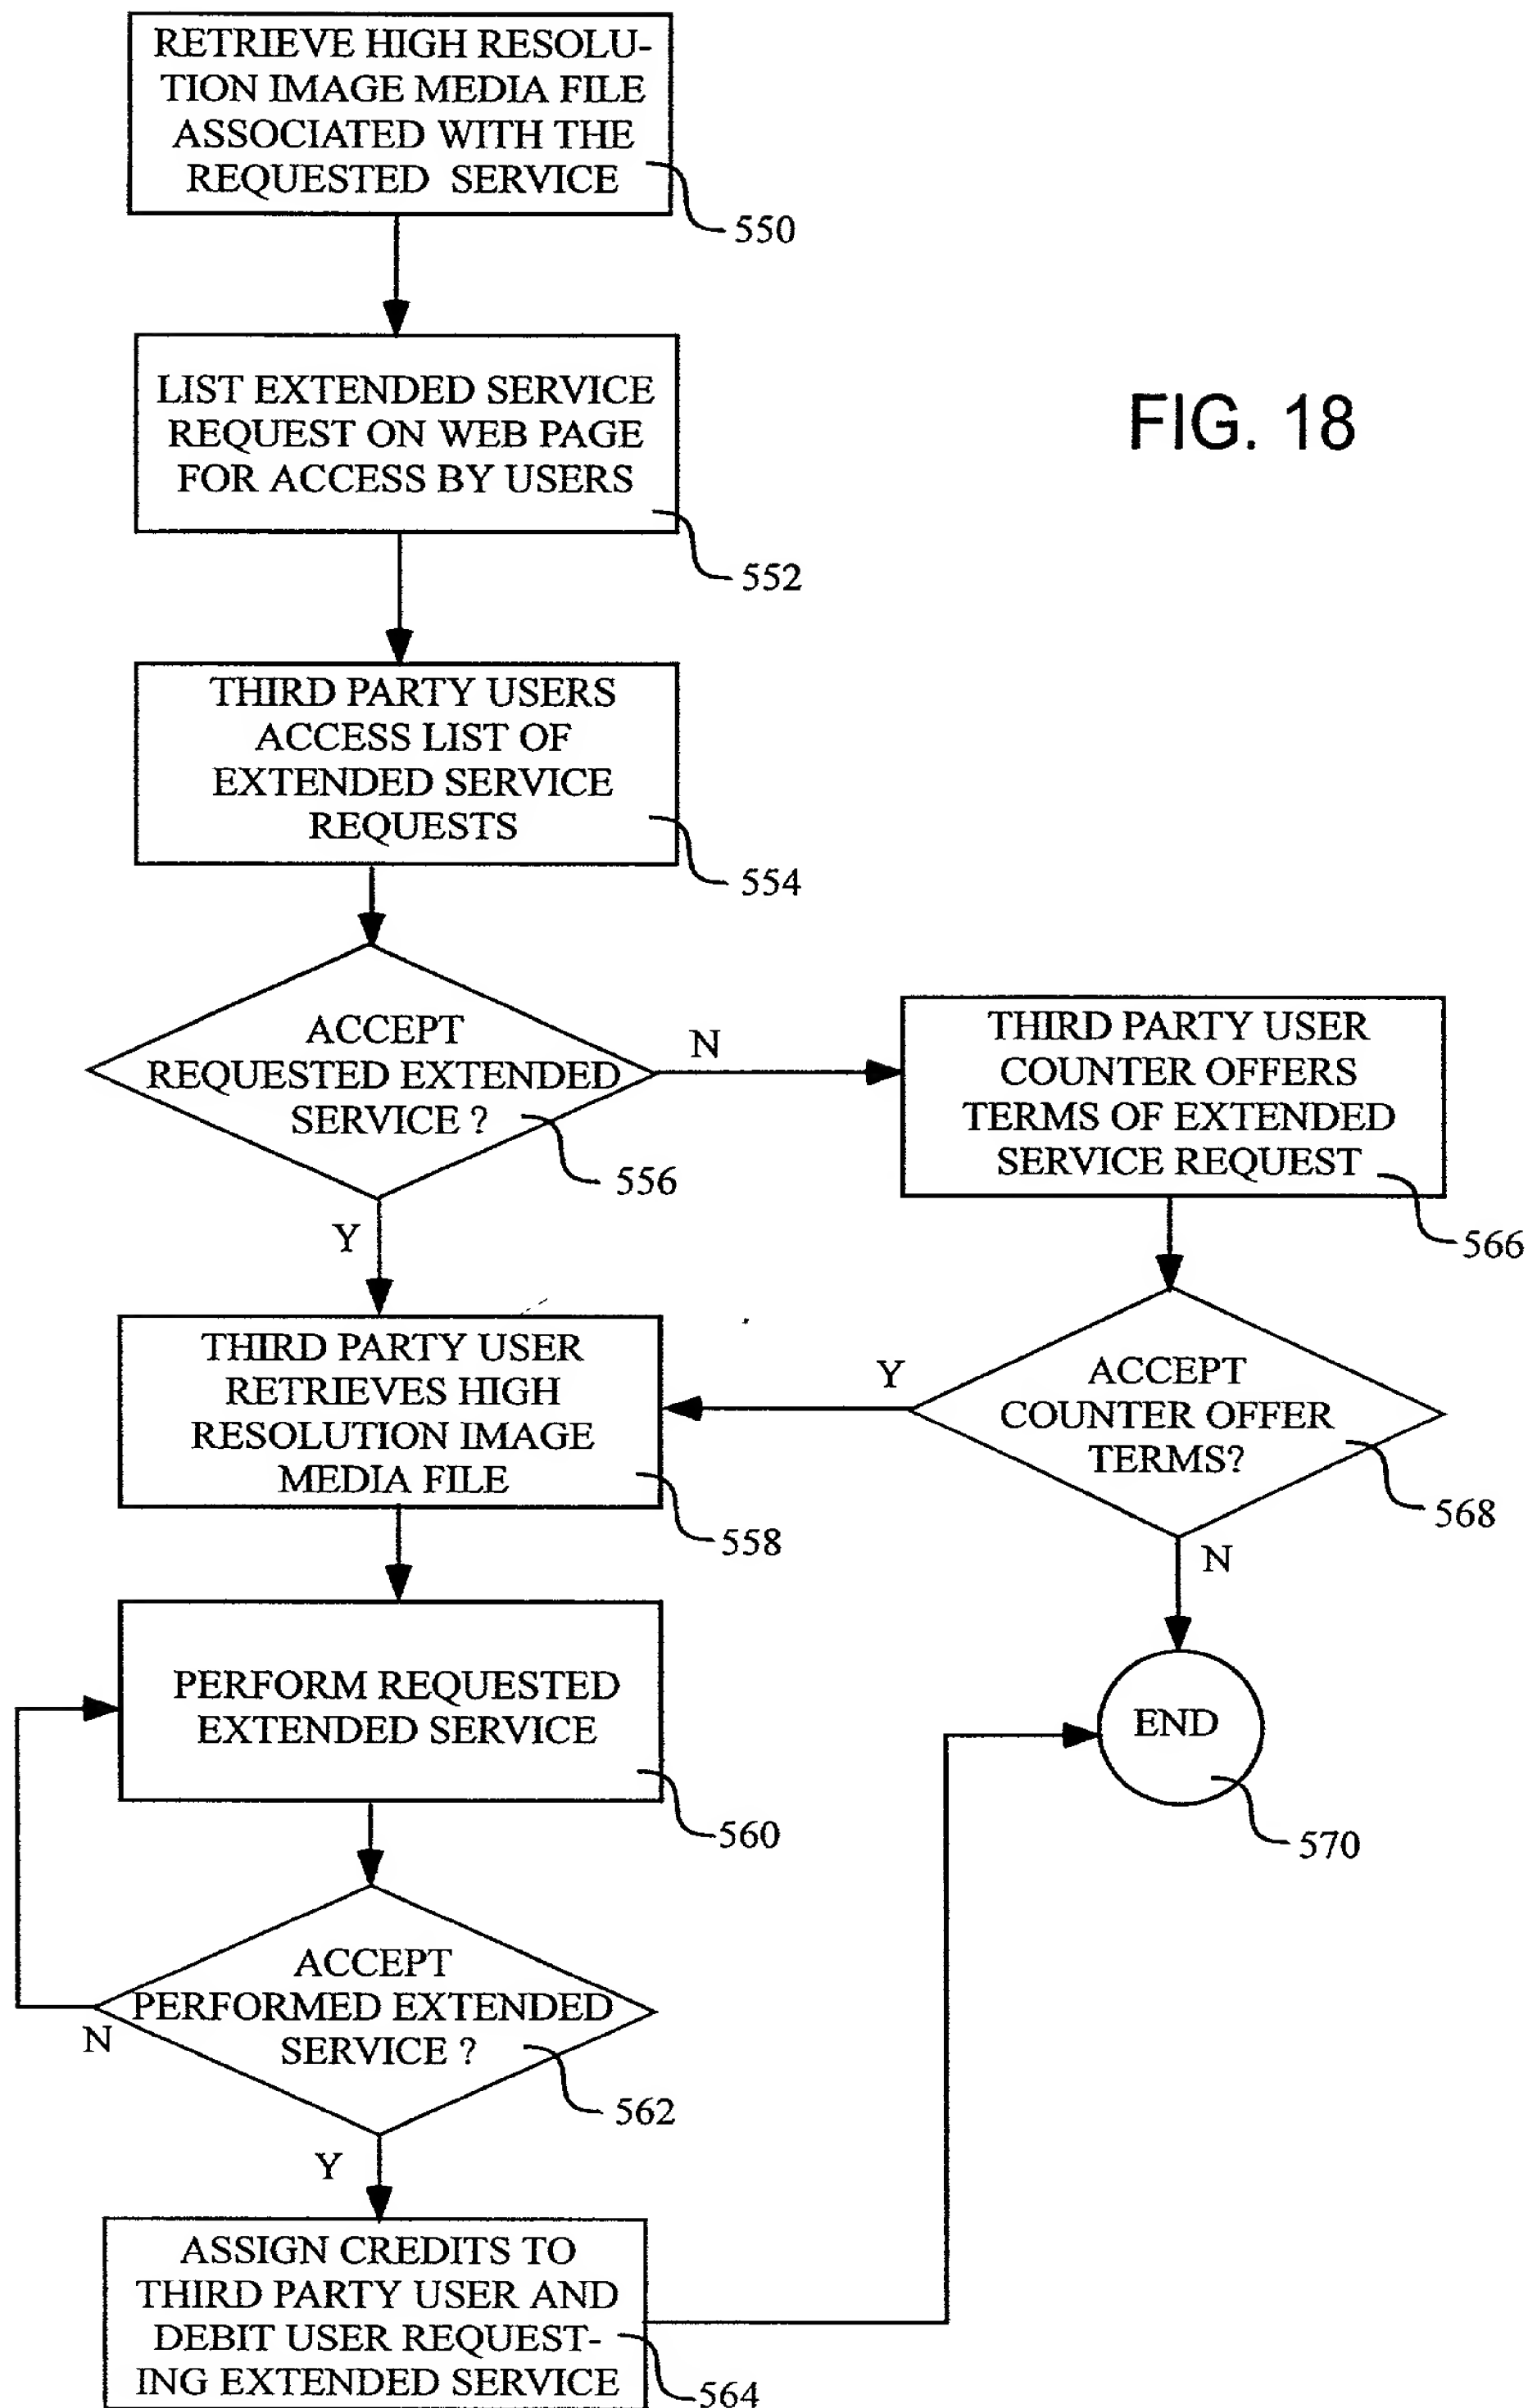 RETRIEVE HIGH RESOLU-
TION IMAGE MEDIA FILE
ASSOCIATED WITH THE
REQUESTED SERVICE
550
LIST EXTENDED SERVICE
REQUEST ON WEB PAGE
FOR ACCESS BY USERS
552
FIG. 18
THIRD PARTY USERS
ACCESS LIST OF
EXTENDED SERVICE
REQUESTS
554
ACCEPT
REQUESTED EXTENDED
SERVICE ?
556
N
Y
THIRD PARTY USER
COUNTER OFFERS
TERMS OF EXTENDED
SERVICE REQUEST
566
THIRD PARTY USER
RETRIEVES HIGH
RESOLUTION IMAGE
MEDIA FILE
558
Y
ACCEPT
COUNTER OFFER
TERMS?
568
N
PERFORM REQUESTED
EXTENDED SERVICE
560
END
570
ACCEPT
PERFORMED EXTENDED
SERVICE ?
562
N
Y
ASSIGN CREDITS TO
THIRD PARTY USER AND
DEBIT USER REQUEST-
ING EXTENDED SERVICE
564